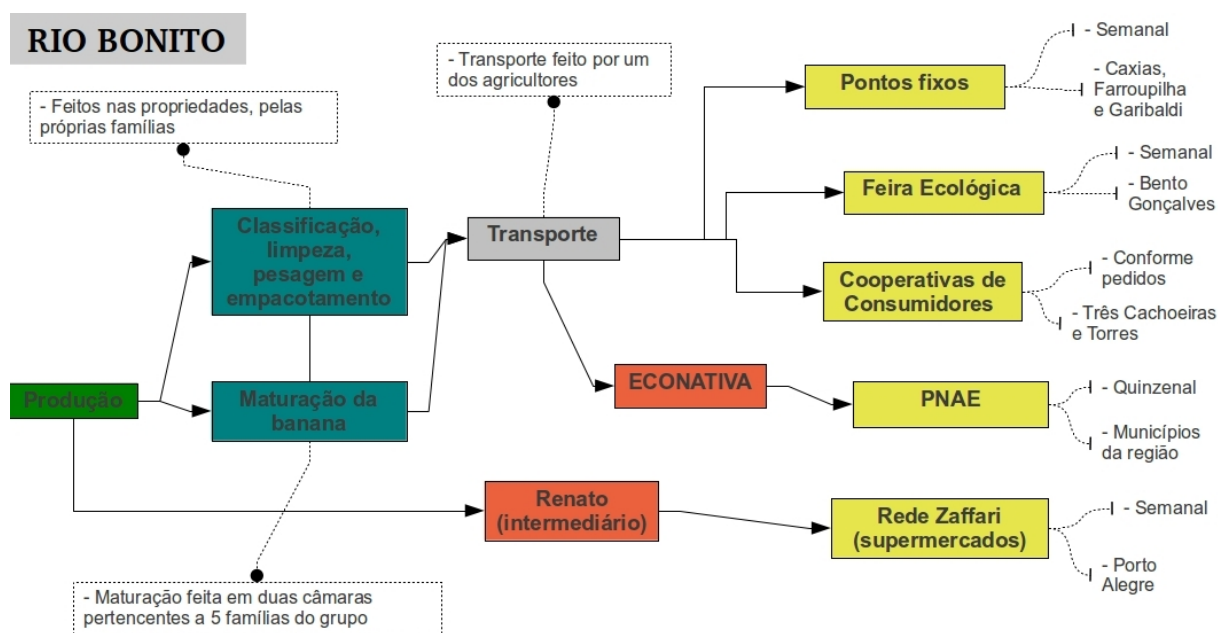 RIO BONITO
- Feitos nas propriedades, pelas
próprias famílias
- Transporte feito por um
dos agricultores
Pontos fixos
- Semanal
- Caxias,
Farroupilha
e Garibaldi
Classificação,
limpeza,
pesagem e
empacotamento
Transporte
Feira Ecológica
- Semanal
- Bento
Gonçalves
Cooperativas de
Consumidores
- Conforme
pedidos
- Três Cachoeiras
e Torres
Produção
Maturação da
banana
ECONATIVA
PNAE
- Quinzenal
- Municípios
da região
Renato
(intermediário)
Rede Zaffari
(supermercados)
- Semanal
- Porto
Alegre
- Maturação feita em duas câmaras
pertencentes a 5 famílias do grupo